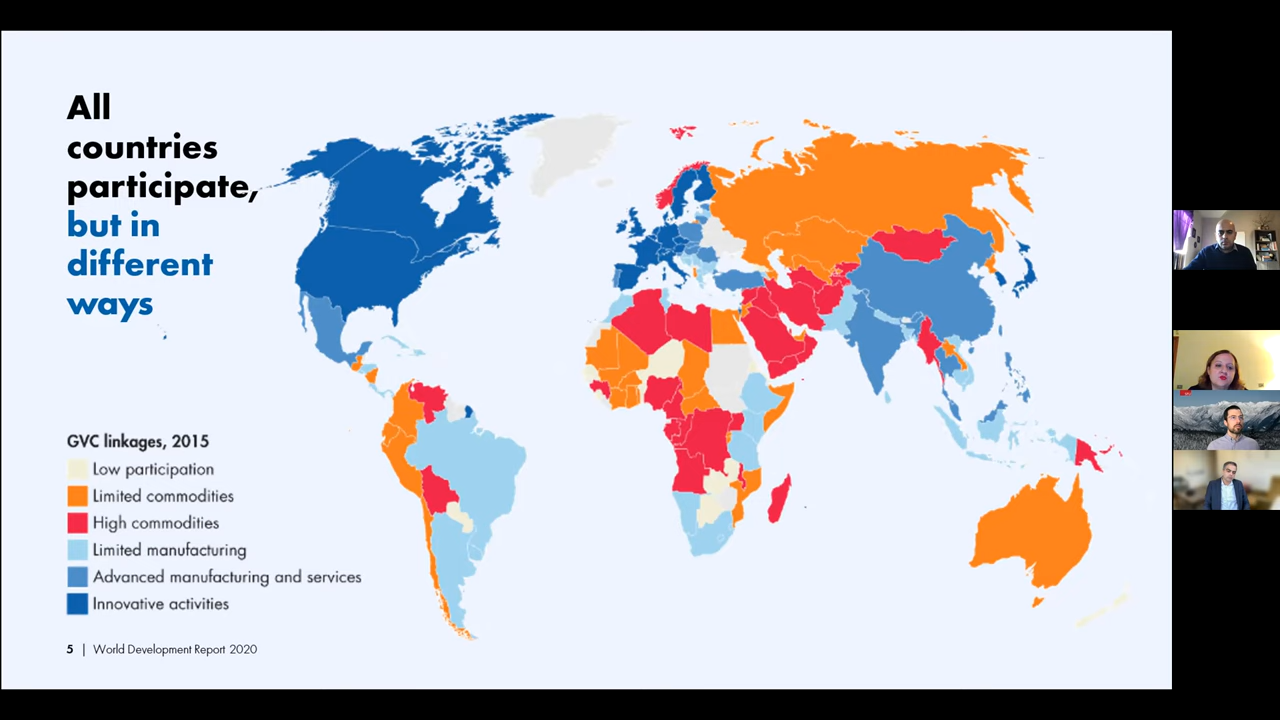 All
countries
participate,
but in
different
ways
GVC linkages, 2015
Low participation
Limited commodities
High commodities
Limited manufacturing
Advanced manufacturing and services
Innovative activities
5 | World Development Report 2020